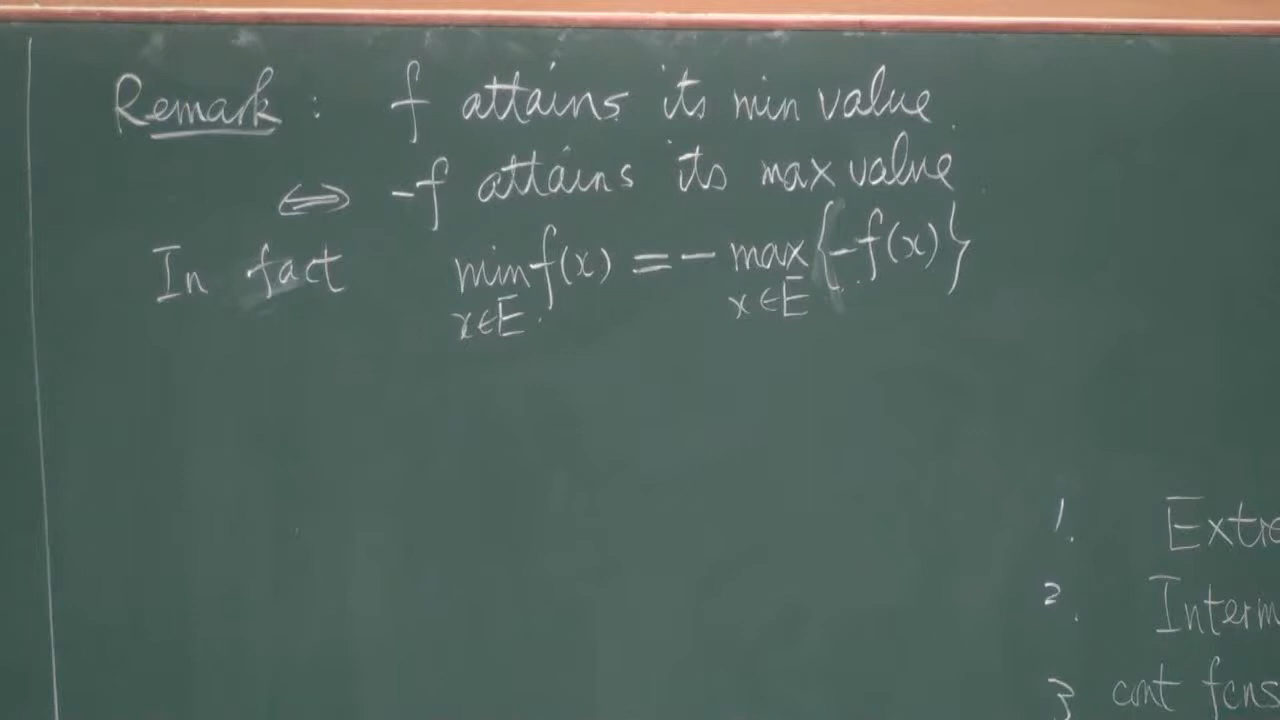 Remark : f attains its min value.
⇔ -f attains its max value.
In fact min f(x) = - max {-f(x)}
x∈E x∈E
1. Extre
2. Interm
3 cont fcns